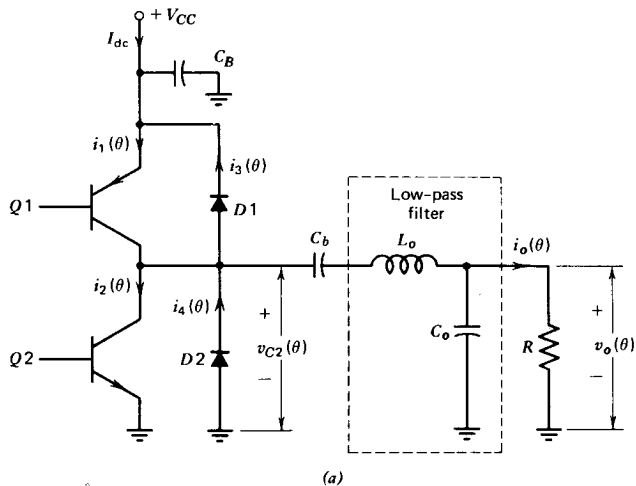 + V_CC
I_dc
C_B
i_1(θ)
i_3(θ)
Q1
D1
Low-pass
filter
C_b
L_o
i_o(θ)
i_2(θ)
i_4(θ)
+
v_C2(θ)
−
Q2
D2
C_o
R
+
v_o(θ)
−
(a)